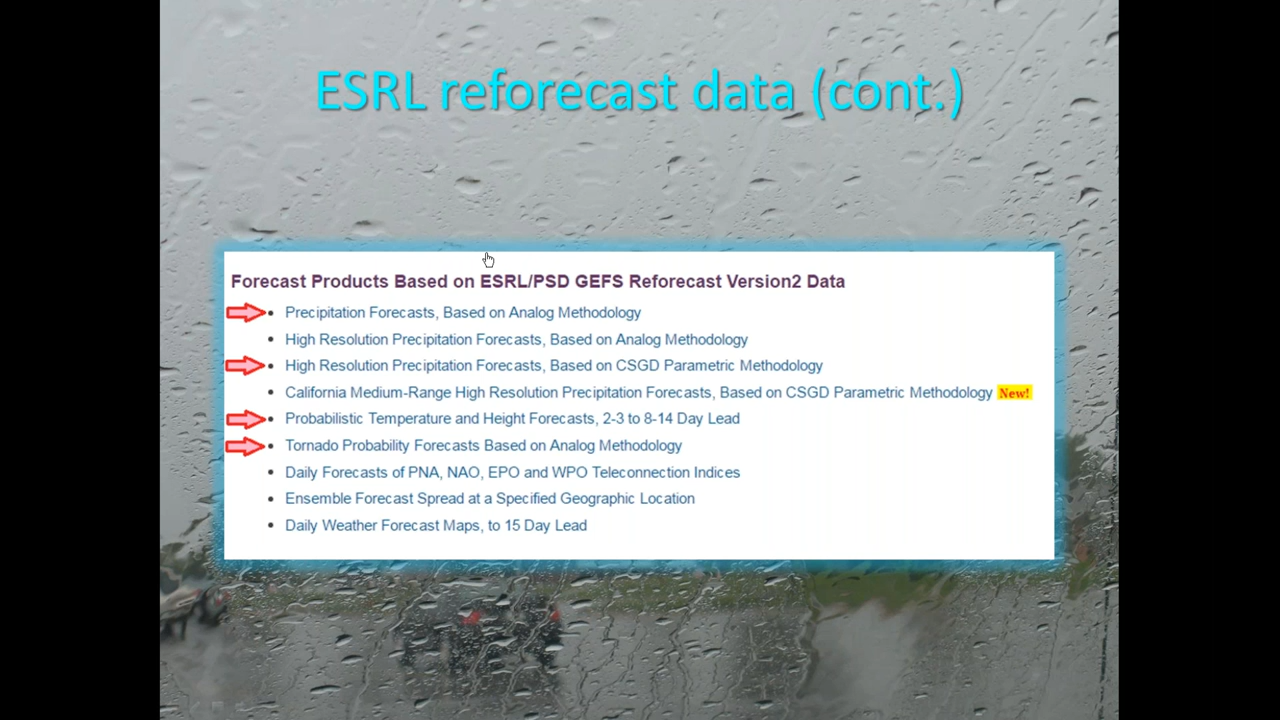 ESRL reforecast data (cont.)
Forecast Products Based on ESRL/PSD GEFS Reforecast Version2 Data
Precipitation Forecasts, Based on Analog Methodology
High Resolution Precipitation Forecasts, Based on Analog Methodology
High Resolution Precipitation Forecasts, Based on CSGD Parametric Methodology
California Medium-Range High Resolution Precipitation Forecasts, Based on CSGD Parametric Methodology New!
Probabilistic Temperature and Height Forecasts, 2-3 to 8-14 Day Lead
Tornado Probability Forecasts Based on Analog Methodology
Daily Forecasts of PNA, NAO, EPO and WPO Teleconnection Indices
Ensemble Forecast Spread at a Specified Geographic Location
Daily Weather Forecast Maps, to 15 Day Lead